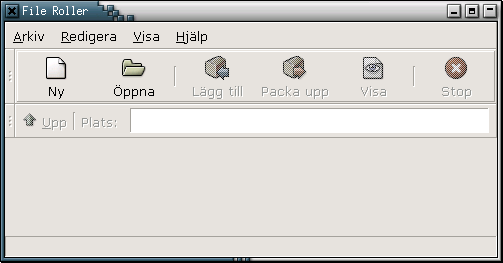 File Roller
Arkiv Redigera Visa Hjälp
Ny Öppna Lägg till Packa upp Visa Stop
Upp Plats: